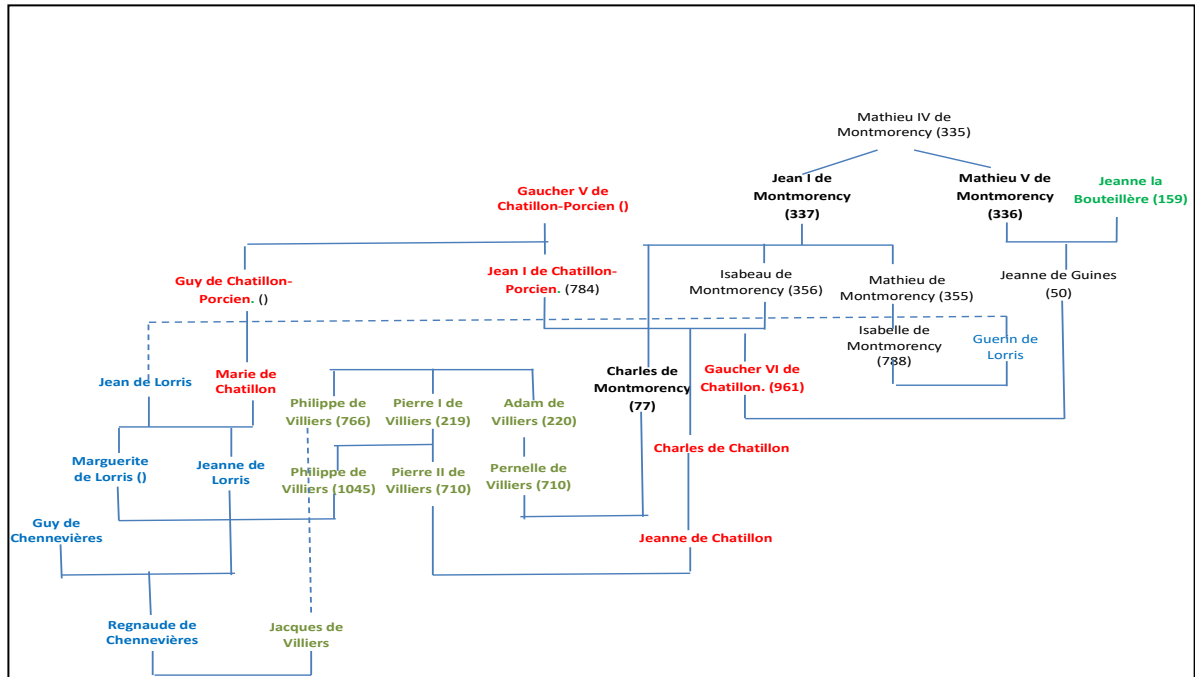 Mathieu IV de
Montmorency (335)
Jean I de
Montmorency
(337)
Mathieu V de
Montmorency
(336)
Jeanne la
Bouteillère (159)
Gaucher V de
Chatillon-Porcien ()
Guy de Chatillon-
Porcien. ()
Jean I de Chatillon-
Porcien. (784)
Isabeau de
Montmorency (356)
Mathieu de
Montmorency (355)
Jeanne de Guines
(50)
Isabelle de
Montmorency
(788)
Guerin de
Lorris
Jean de Lorris
Marie de
Chatillon
Charles de
Montmorency
(77)
Gaucher VI de
Chatillon. (961)
Philippe de
Villiers (766)
Pierre I de
Villiers (219)
Adam de
Villiers (220)
Charles de Chatillon
Marguerite
de Lorris ()
Jeanne de
Lorris
Philippe de
Villiers (1045)
Pierre II de
Villiers (710)
Pernelle de
Villiers (710)
Guy de
Chennevières
Jeanne de Chatillon
Regnaude de
Chennevières
Jacques de
Villiers